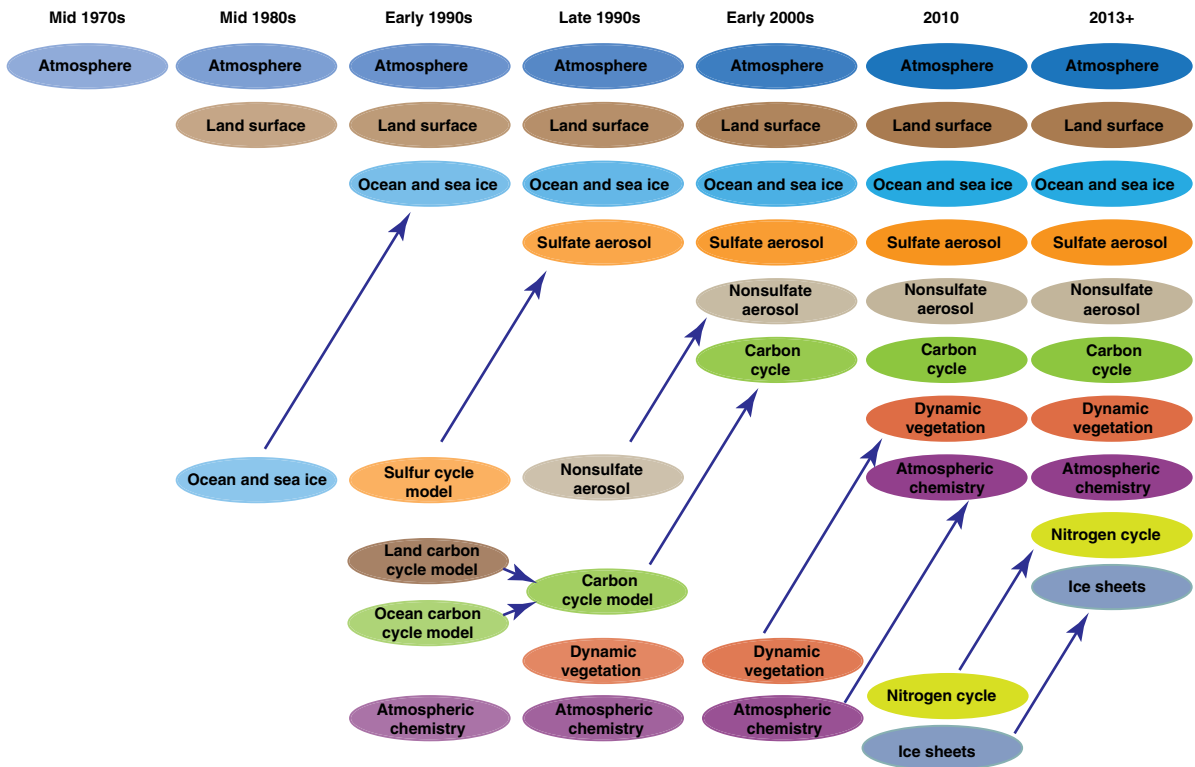 Mid 1970s
Mid 1980s
Early 1990s
Late 1990s
Early 2000s
2010
2013+
Atmosphere
Atmosphere
Atmosphere
Atmosphere
Atmosphere
Atmosphere
Atmosphere
Land surface
Land surface
Land surface
Land surface
Land surface
Land surface
Ocean and sea ice
Ocean and sea ice
Ocean and sea ice
Ocean and sea ice
Ocean and sea ice
Sulfate aerosol
Sulfate aerosol
Sulfate aerosol
Sulfate aerosol
Nonsulfate
aerosol
Nonsulfate
aerosol
Nonsulfate
aerosol
Carbon
cycle
Carbon
cycle
Carbon
cycle
Dynamic
vegetation
Dynamic
vegetation
Ocean and sea ice
Sulfur cycle
model
Nonsulfate
aerosol
Atmospheric
chemistry
Atmospheric
chemistry
Nitrogen cycle
Land carbon
cycle model
Carbon
cycle model
Ice sheets
Ocean carbon
cycle model
Dynamic
vegetation
Dynamic
vegetation
Nitrogen cycle
Atmospheric
chemistry
Atmospheric
chemistry
Atmospheric
chemistry
Ice sheets